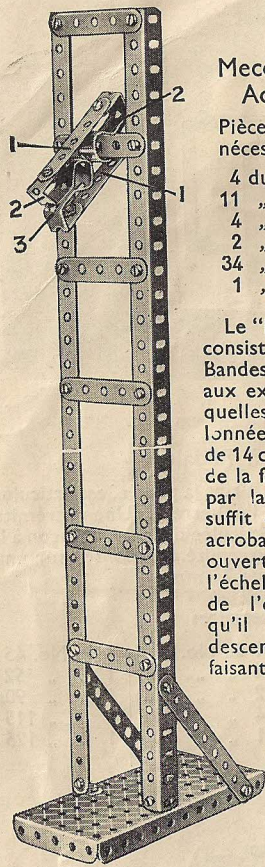 Mecc
Ac
Pièce
néces
4 du
11 „
4 „
2 „
34 „
1 „
Le “
consist
Bandes
aux ex
quelles
lonnée
de 14 c
de la f
par la
suffit
acroba
ouvert
l’échel
de l’e
qu’il
descen
faisant
2
1
1
2
3